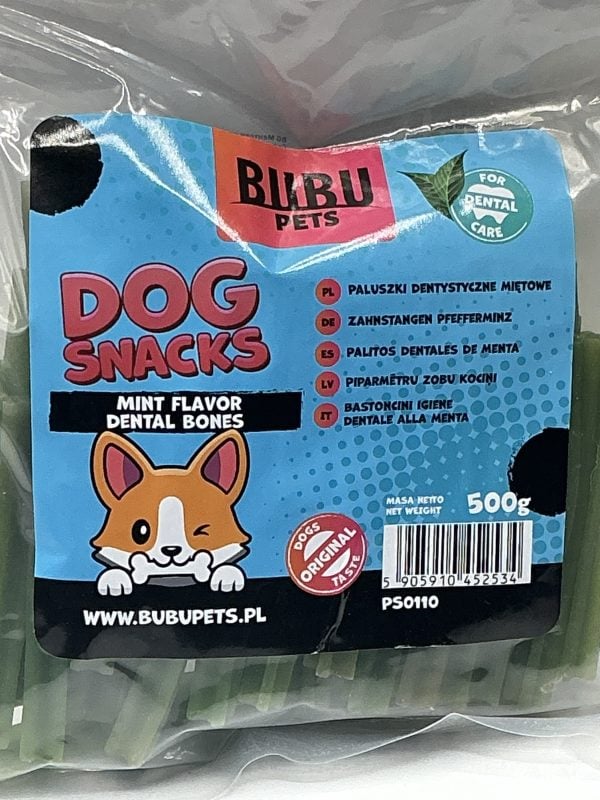 BUBU
PETS
FOR
DENTAL
CARE
DOG
SNACKS
MINT FLAVOR
DENTAL BONES
PL PALUSZKI DENTYSTYCZNE MIĘTOWE
DE ZAHNSTANGEN PFEFFERMINZ
ES PALITOS DENTALES DE MENTA
LV PIPARMĒTRU ZOBU KOCIŅI
IT BASTONCINI IGIENE
DENTALE ALLA MENTA
MASA NETTO
NET WEIGHT
500g
DOGS
ORIGINAL
TASTE
5 905910 452534
PS0110
WWW.BUBUPETS.PL